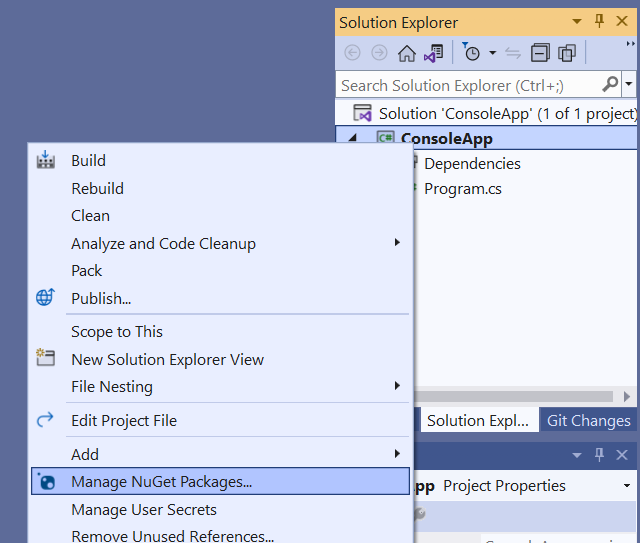 Solution Explorer
Search Solution Explorer (Ctrl+;)
Solution 'ConsoleApp' (1 of 1 project)
C# ConsoleApp
Dependencies
Program.cs
Build
Rebuild
Clean
Analyze and Code Cleanup
Pack
Publish...
Scope to This
New Solution Explorer View
File Nesting
Edit Project File
Add
Manage NuGet Packages...
Manage User Secrets
Remove Unused References...
Solution Expl... Git Changes
pp Project Properties